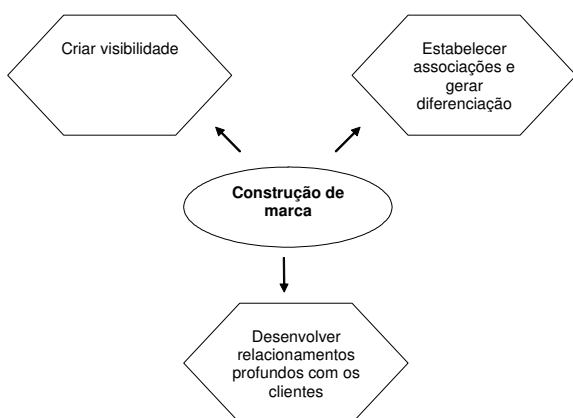 Criar visibilidade
Estabelecer
associações e
gerar
diferenciação
Construção de
marca
Desenvolver
relacionamentos
profundos com os
clientes